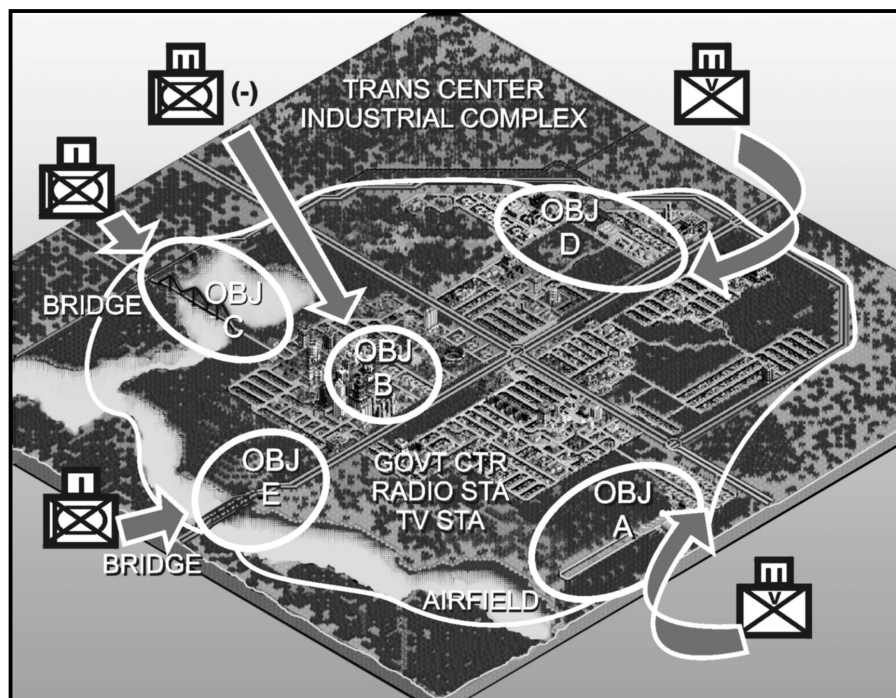 (-)
TRANS CENTER
INDUSTRIAL COMPLEX
V
OBJ
D
BRIDGE
OBJ
C
OBJ
B
OBJ
E
GOVT CTR
RADIO STA
TV STA
OBJ
A
BRIDGE
AIRFIELD
V